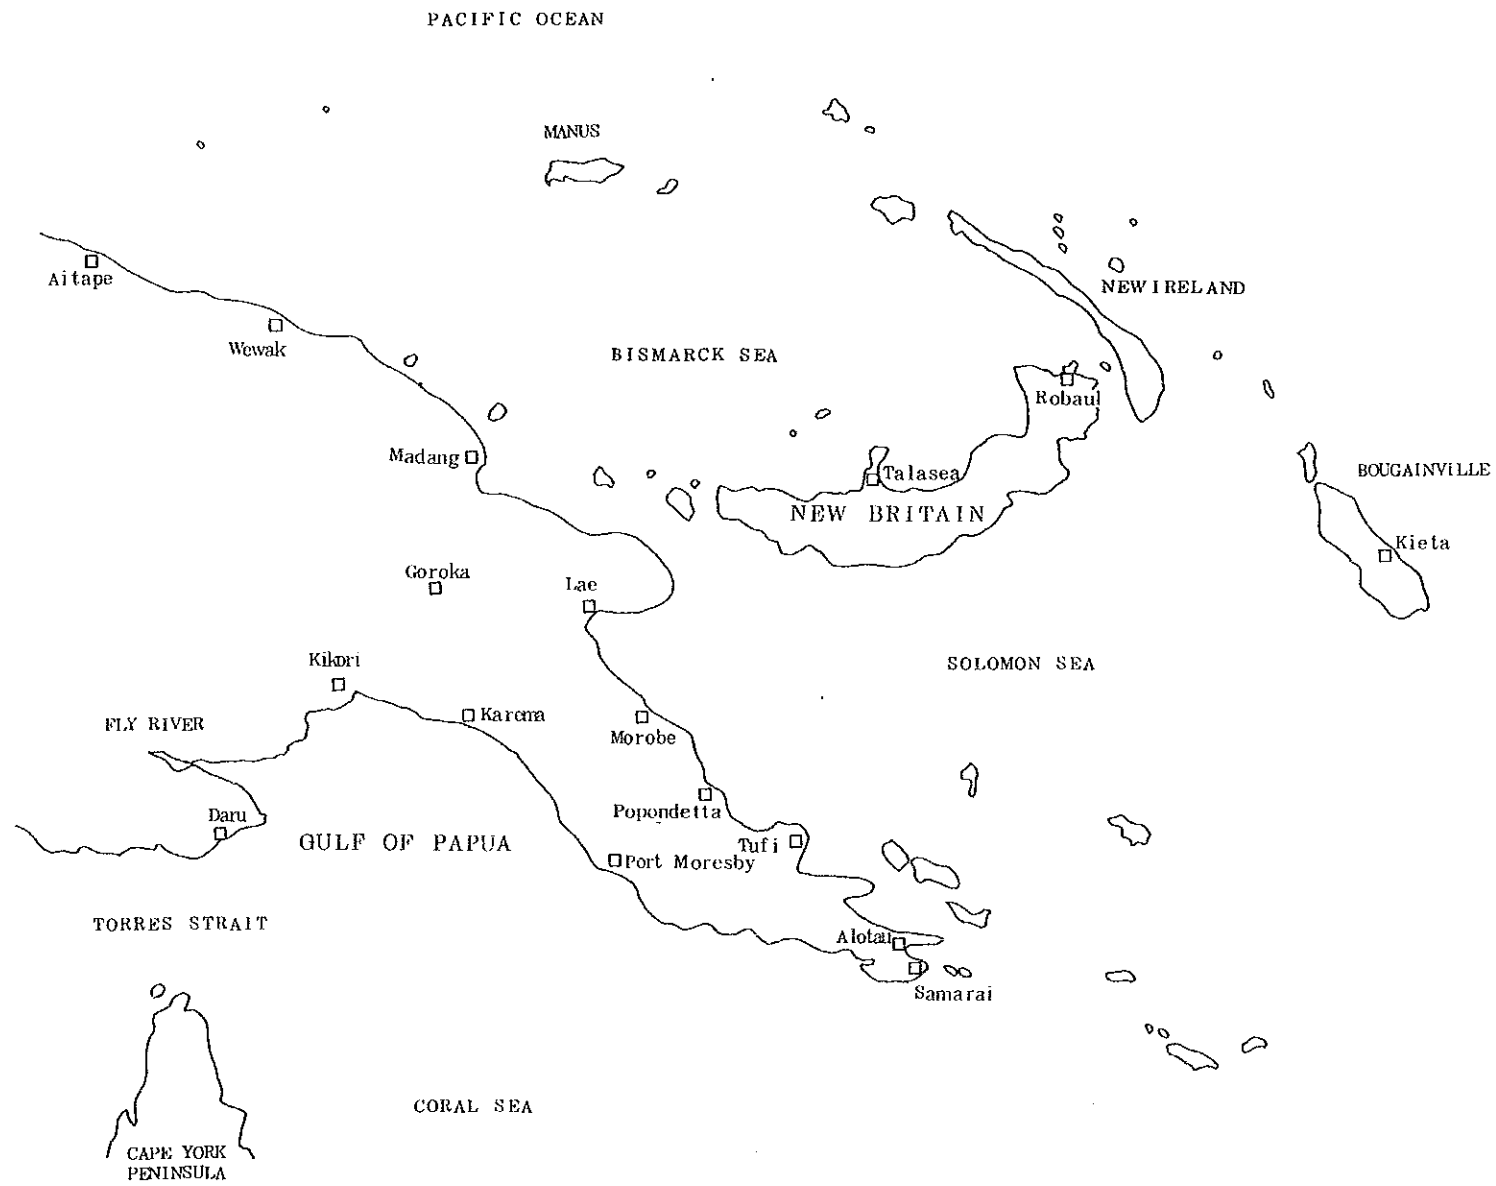 PACIFIC OCEAN
MANUS
Aitape
NEW IRELAND
Wewak
BISMARCK SEA
Robaul
Madang
Talasea
BOUGAINVILLE
NEW BRITAIN
Kieta
Goroka
Lae
Kikori
SOLOMON SEA
FLY RIVER
Karema
Morobe
Popondetta
Daru
GULF OF PAPUA
Tufi
Port Moresby
TORRES STRAIT
Alotau
Samarai
CORAL SEA
CAPE YORK
PENINSULA